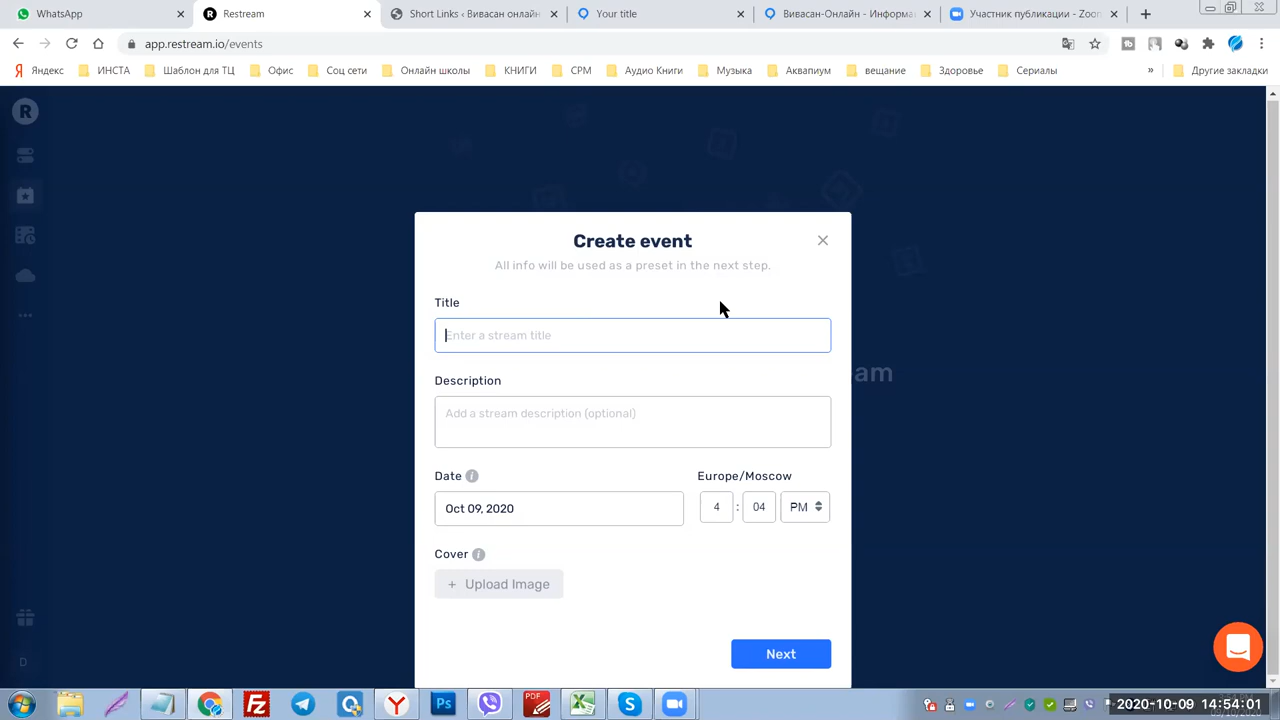 WhatsApp
Restream
Short Links ‹ Вивасан онлайн
Your title
Вивасан-Онлайн - Информа
Участник публикации - Zoon
app.restream.io/events
Яндекс
ИНСТА
Шаблон для ТЦ
Офис
Соц сети
Онлайн школы
КНИГИ
СРМ
Аудио Книги
Музыка
Аквапиум
вещание
Здоровье
Сериалы
»
Другие закладки
R
Create event
All info will be used as a preset in the next step.
Title
Enter a stream title
eam
Description
Add a stream description (optional)
Date
Europe/Moscow
Oct 09, 2020
4 : 04 PM
Cover
+ Upload Image
Next
D
2020-10-09 14:54:01